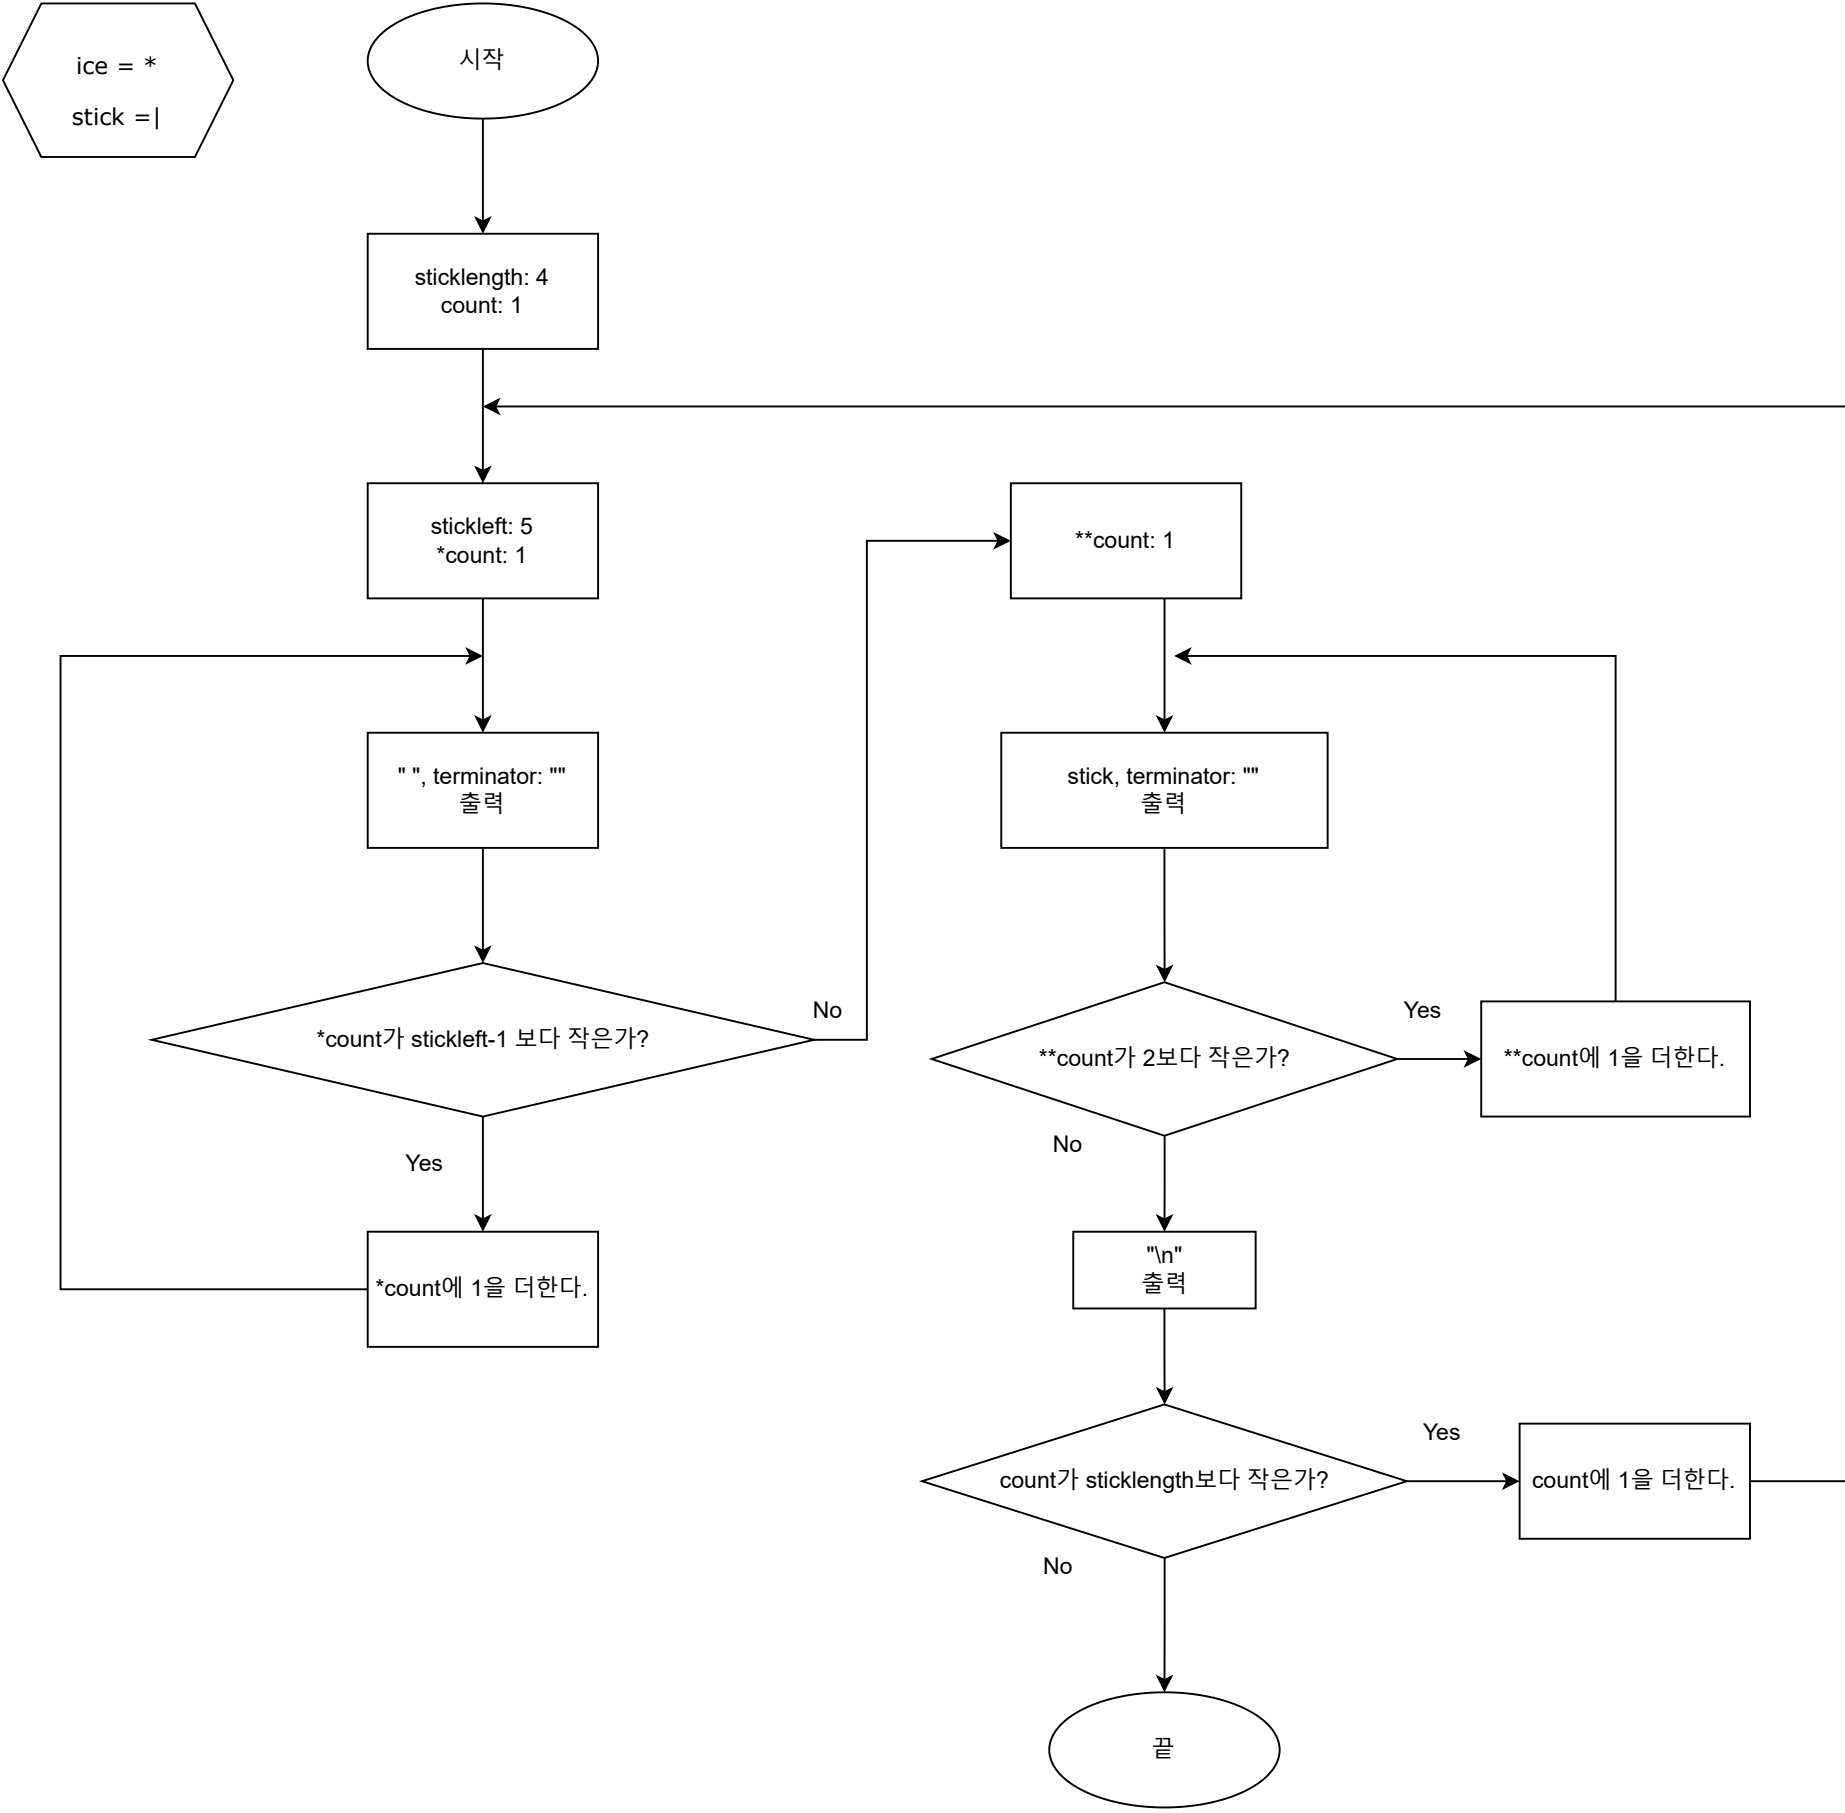 ice = *
stick =|
시작
sticklength: 4
count: 1
stickleft: 5
*count: 1
" ", terminator: ""
출력
*count가 stickleft-1 보다 작은가?
No
Yes
*count에 1을 더한다.
**count: 1
stick, terminator: ""
출력
**count가 2보다 작은가?
Yes
**count에 1을 더한다.
No
"\n"
출력
count가 sticklength보다 작은가?
Yes
count에 1을 더한다.
No
끝